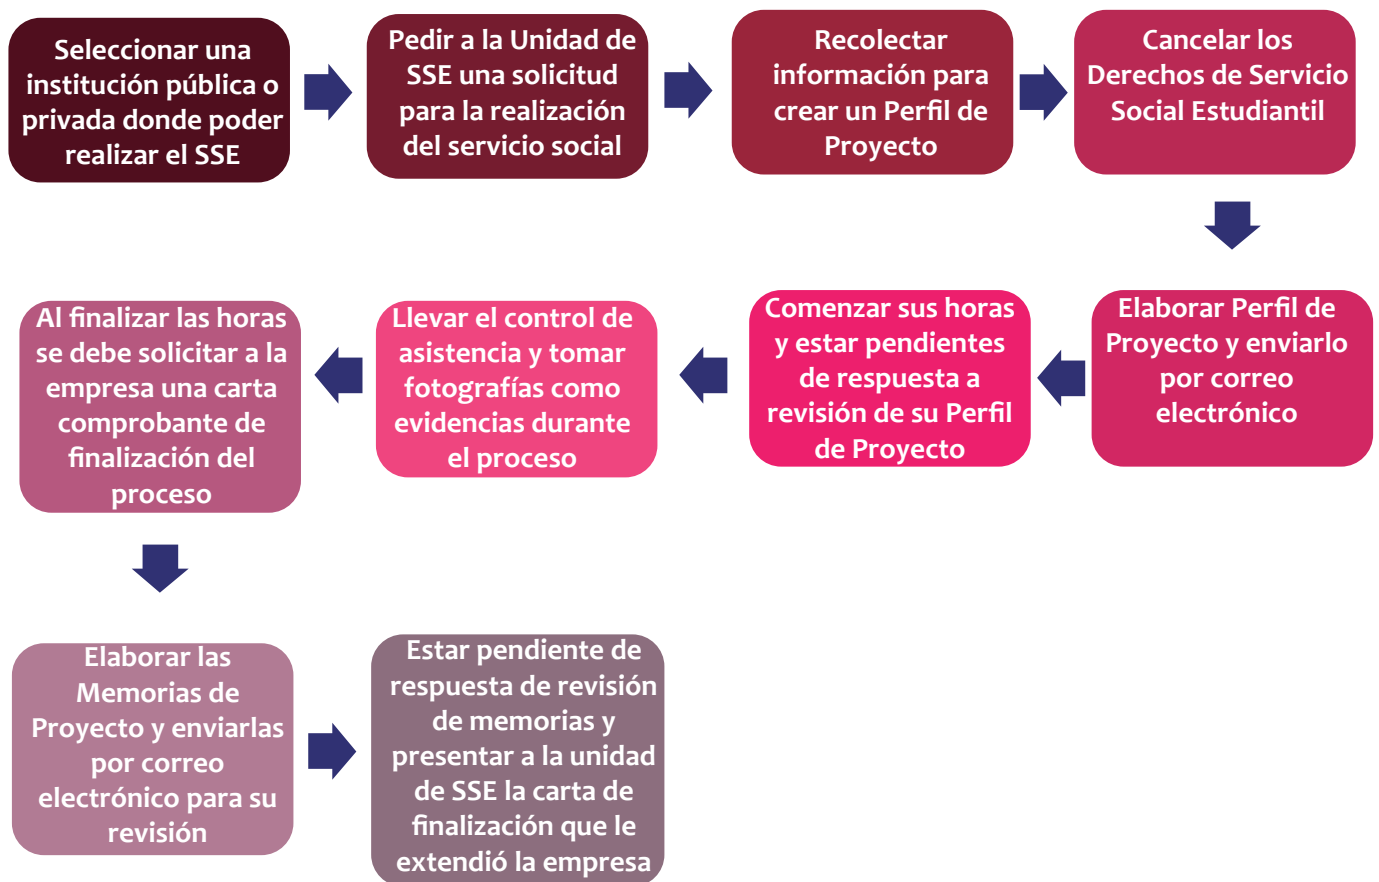 Seleccionar una
institución pública o
privada donde poder
realizar el SSE
Pedir a la Unidad de
SSE una solicitud
para la realización
del servicio social
Recolectar
información para
crear un Perfil de
Proyecto
Cancelar los
Derechos de Servicio
Social Estudiantil
Elaborar Perfil de
Proyecto y enviarlo
por correo
electrónico
Comenzar sus horas
y estar pendientes
de respuesta a
revisión de su Perfil
de Proyecto
Llevar el control de
asistencia y tomar
fotografías como
evidencias durante
el proceso
Al finalizar las horas
se debe solicitar a la
empresa una carta
comprobante de
finalización del
proceso
Elaborar las
Memorias de
Proyecto y enviarlas
por correo
electrónico para su
revisión
Estar pendiente de
respuesta de revisión
de memorias y
presentar a la unidad
de SSE la carta de
finalización que le
extendió la empresa